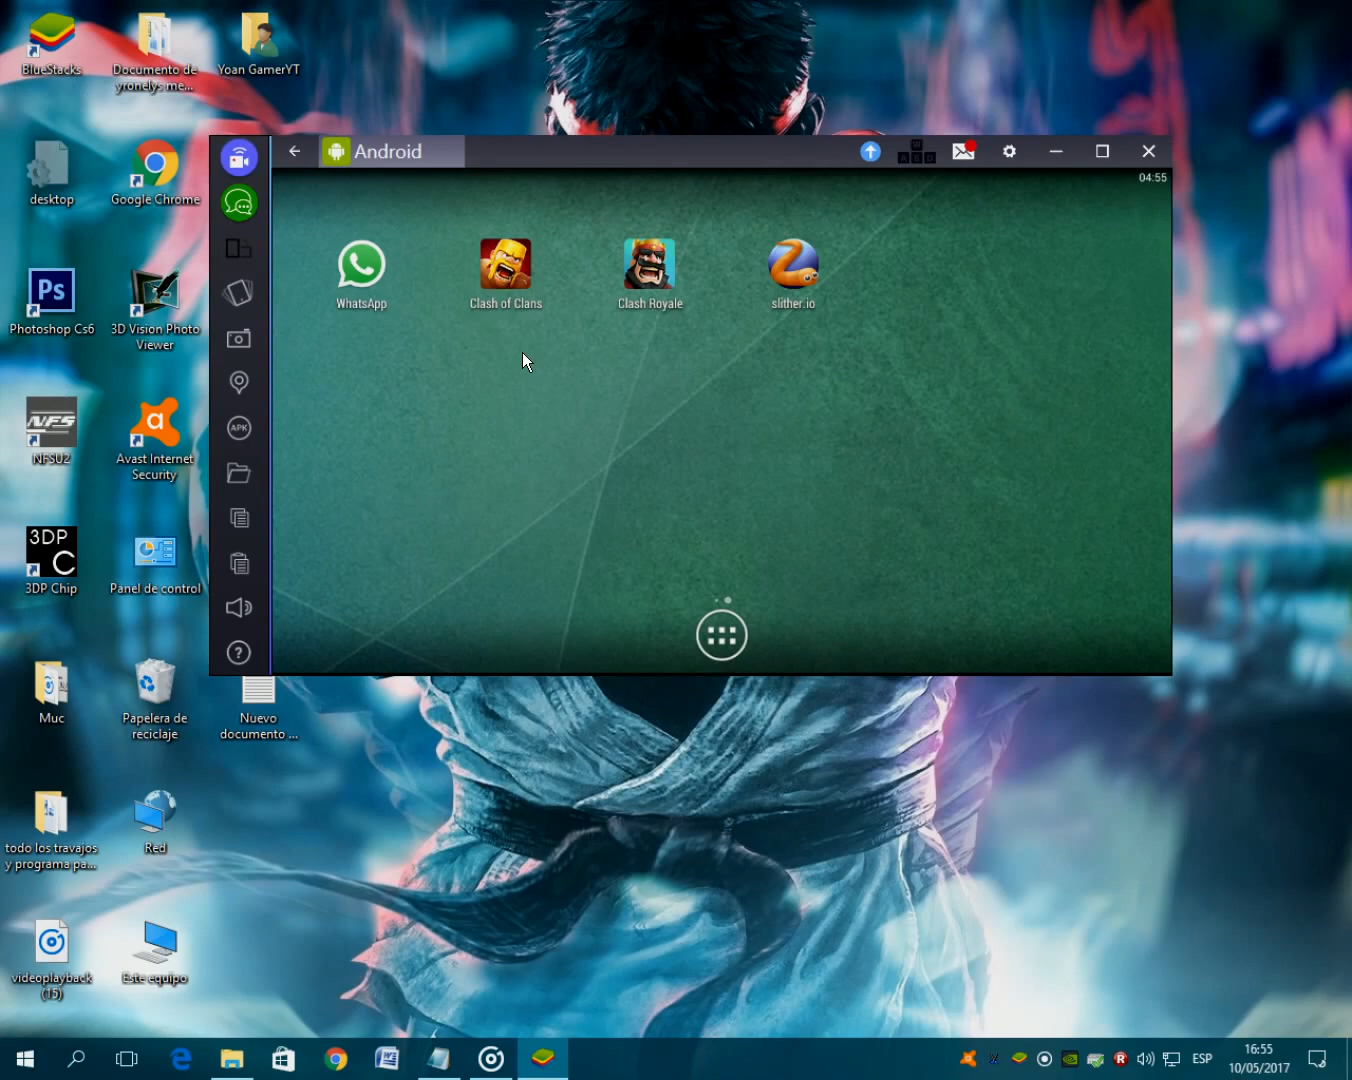 BlueStacks
Documento de
yronelys me...
Yoan GamerYT
Android
W
A S D
04:55
desktop
Google Chrome
WhatsApp
Clash of Clans
Clash Royale
slither.io
Ps
Photoshop Cs6
3D Vision Photo
Viewer
NFS
NFSU2
Avast Internet
Security
APK
3DP
C
3DP Chip
Panel de control
?
Muc
Papelera de
reciclaje
Nuevo
documento ...
todo los travajos
y programa pa...
Red
videoplayback
(15)
Este equipo
ESP
16:55
10/05/2017